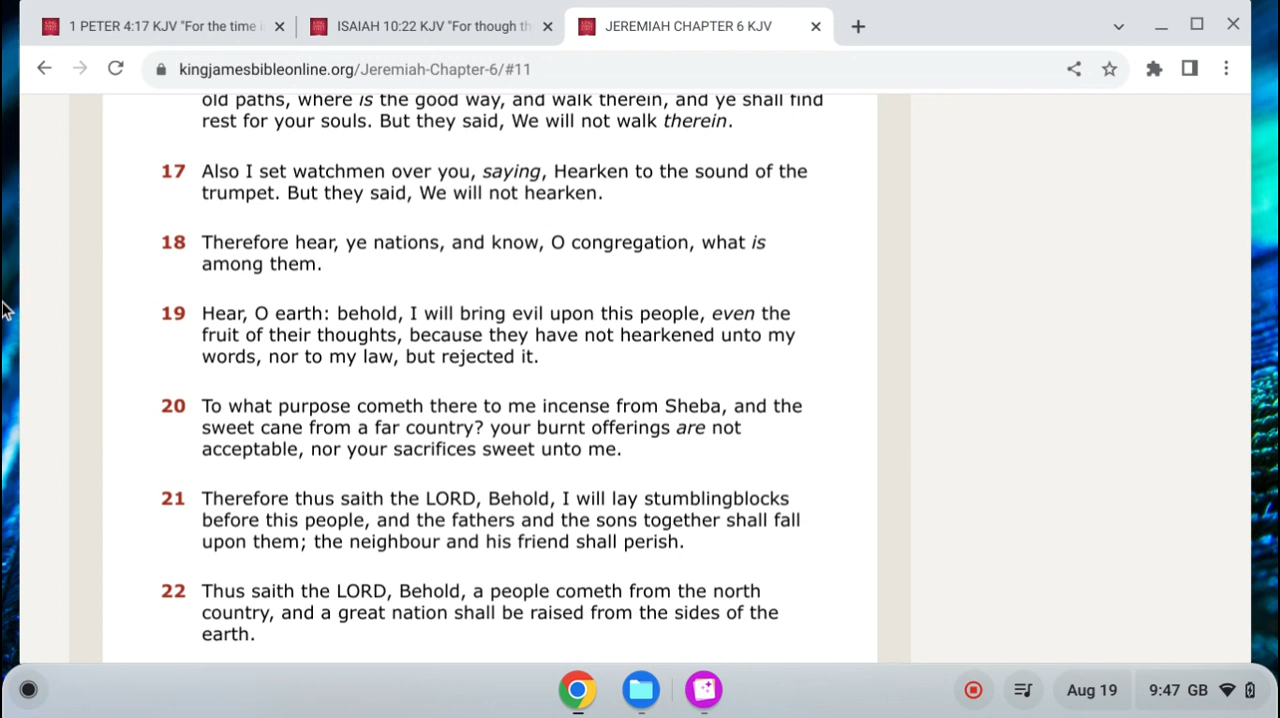 1 PETER 4:17 KJV "For the time i
ISAIAH 10:22 KJV "For though th
JEREMIAH CHAPTER 6 KJV
kingjamesbibleonline.org/Jeremiah-Chapter-6/#11
old paths, where is the good way, and walk therein, and ye shall find
rest for your souls. But they said, We will not walk therein.
17 Also I set watchmen over you, saying, Hearken to the sound of the
trumpet. But they said, We will not hearken.
18 Therefore hear, ye nations, and know, O congregation, what is
among them.
19 Hear, O earth: behold, I will bring evil upon this people, even the
fruit of their thoughts, because they have not hearkened unto my
words, nor to my law, but rejected it.
20 To what purpose cometh there to me incense from Sheba, and the
sweet cane from a far country? your burnt offerings are not
acceptable, nor your sacrifices sweet unto me.
21 Therefore thus saith the LORD, Behold, I will lay stumblingblocks
before this people, and the fathers and the sons together shall fall
upon them; the neighbour and his friend shall perish.
22 Thus saith the LORD, Behold, a people cometh from the north
country, and a great nation shall be raised from the sides of the
earth.
Aug 19 9:47 GB